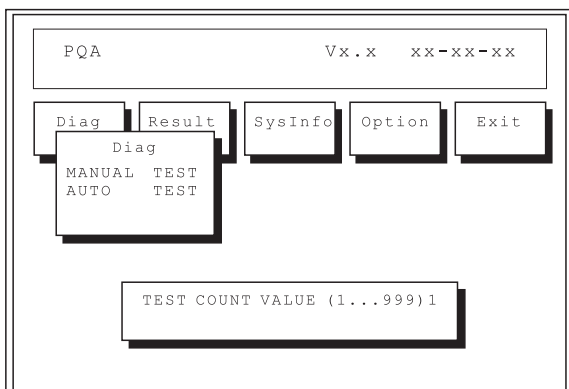 PQA Vx.x xx-xx-xx
Diag Result SysInfo Option Exit
Diag
MANUAL TEST
AUTO TEST
TEST COUNT VALUE (1...999)1